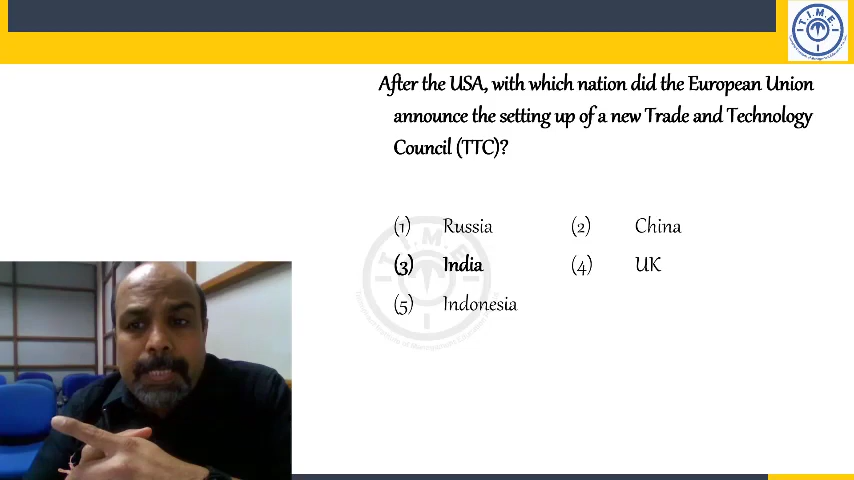 T.I.M.E.
After the USA, with which nation did the European Union
announce the setting up of a new Trade and Technology
Council (TTC)?
(1) Russia (2) China
(3) India (4) UK
(5) Indonesia
T.I.M.E.